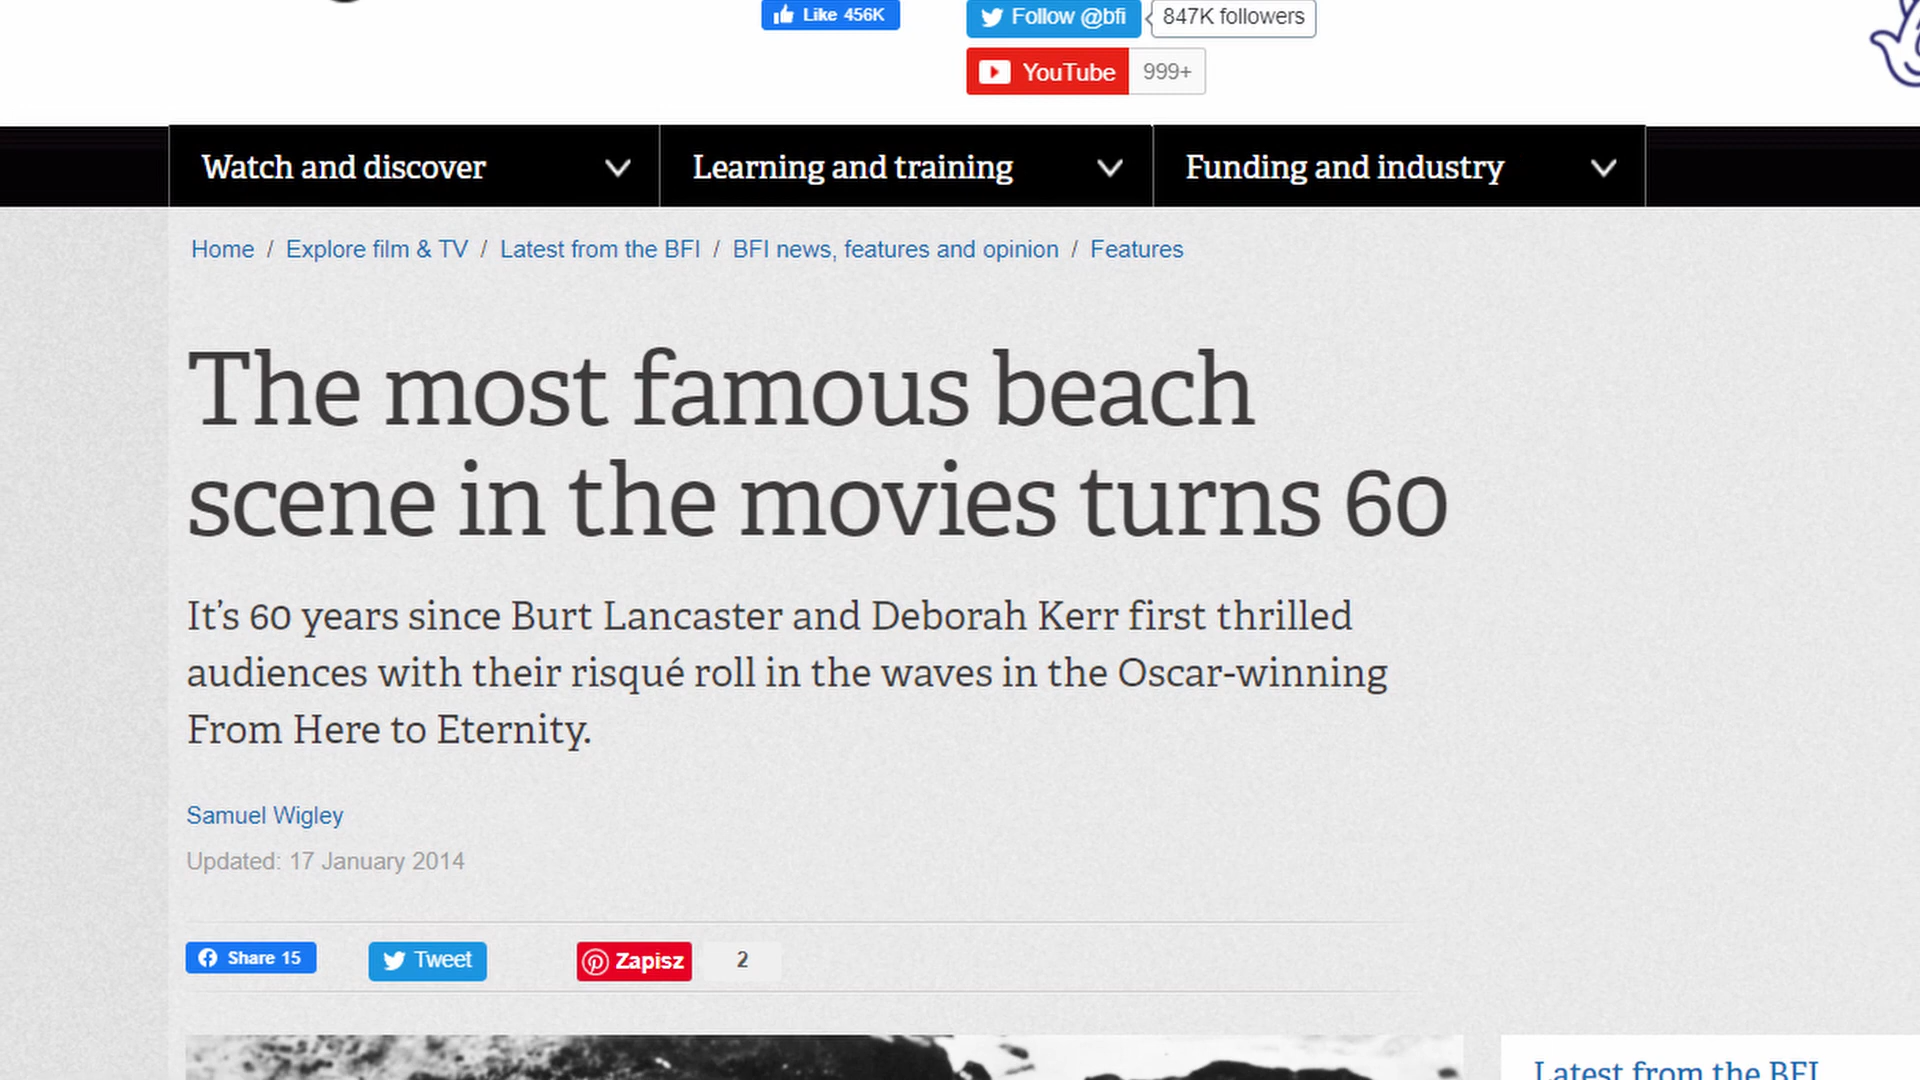 Like 456K
Follow @bfi
847K followers
YouTube
999+
Watch and discover
Learning and training
Funding and industry
Home / Explore film & TV / Latest from the BFI / BFI news, features and opinion / Features
The most famous beach
scene in the movies turns 60
It’s 60 years since Burt Lancaster and Deborah Kerr first thrilled
audiences with their risqué roll in the waves in the Oscar-winning
From Here to Eternity.
Samuel Wigley
Updated: 17 January 2014
Share 15
Tweet
Zapisz
2
Latest from the BFI